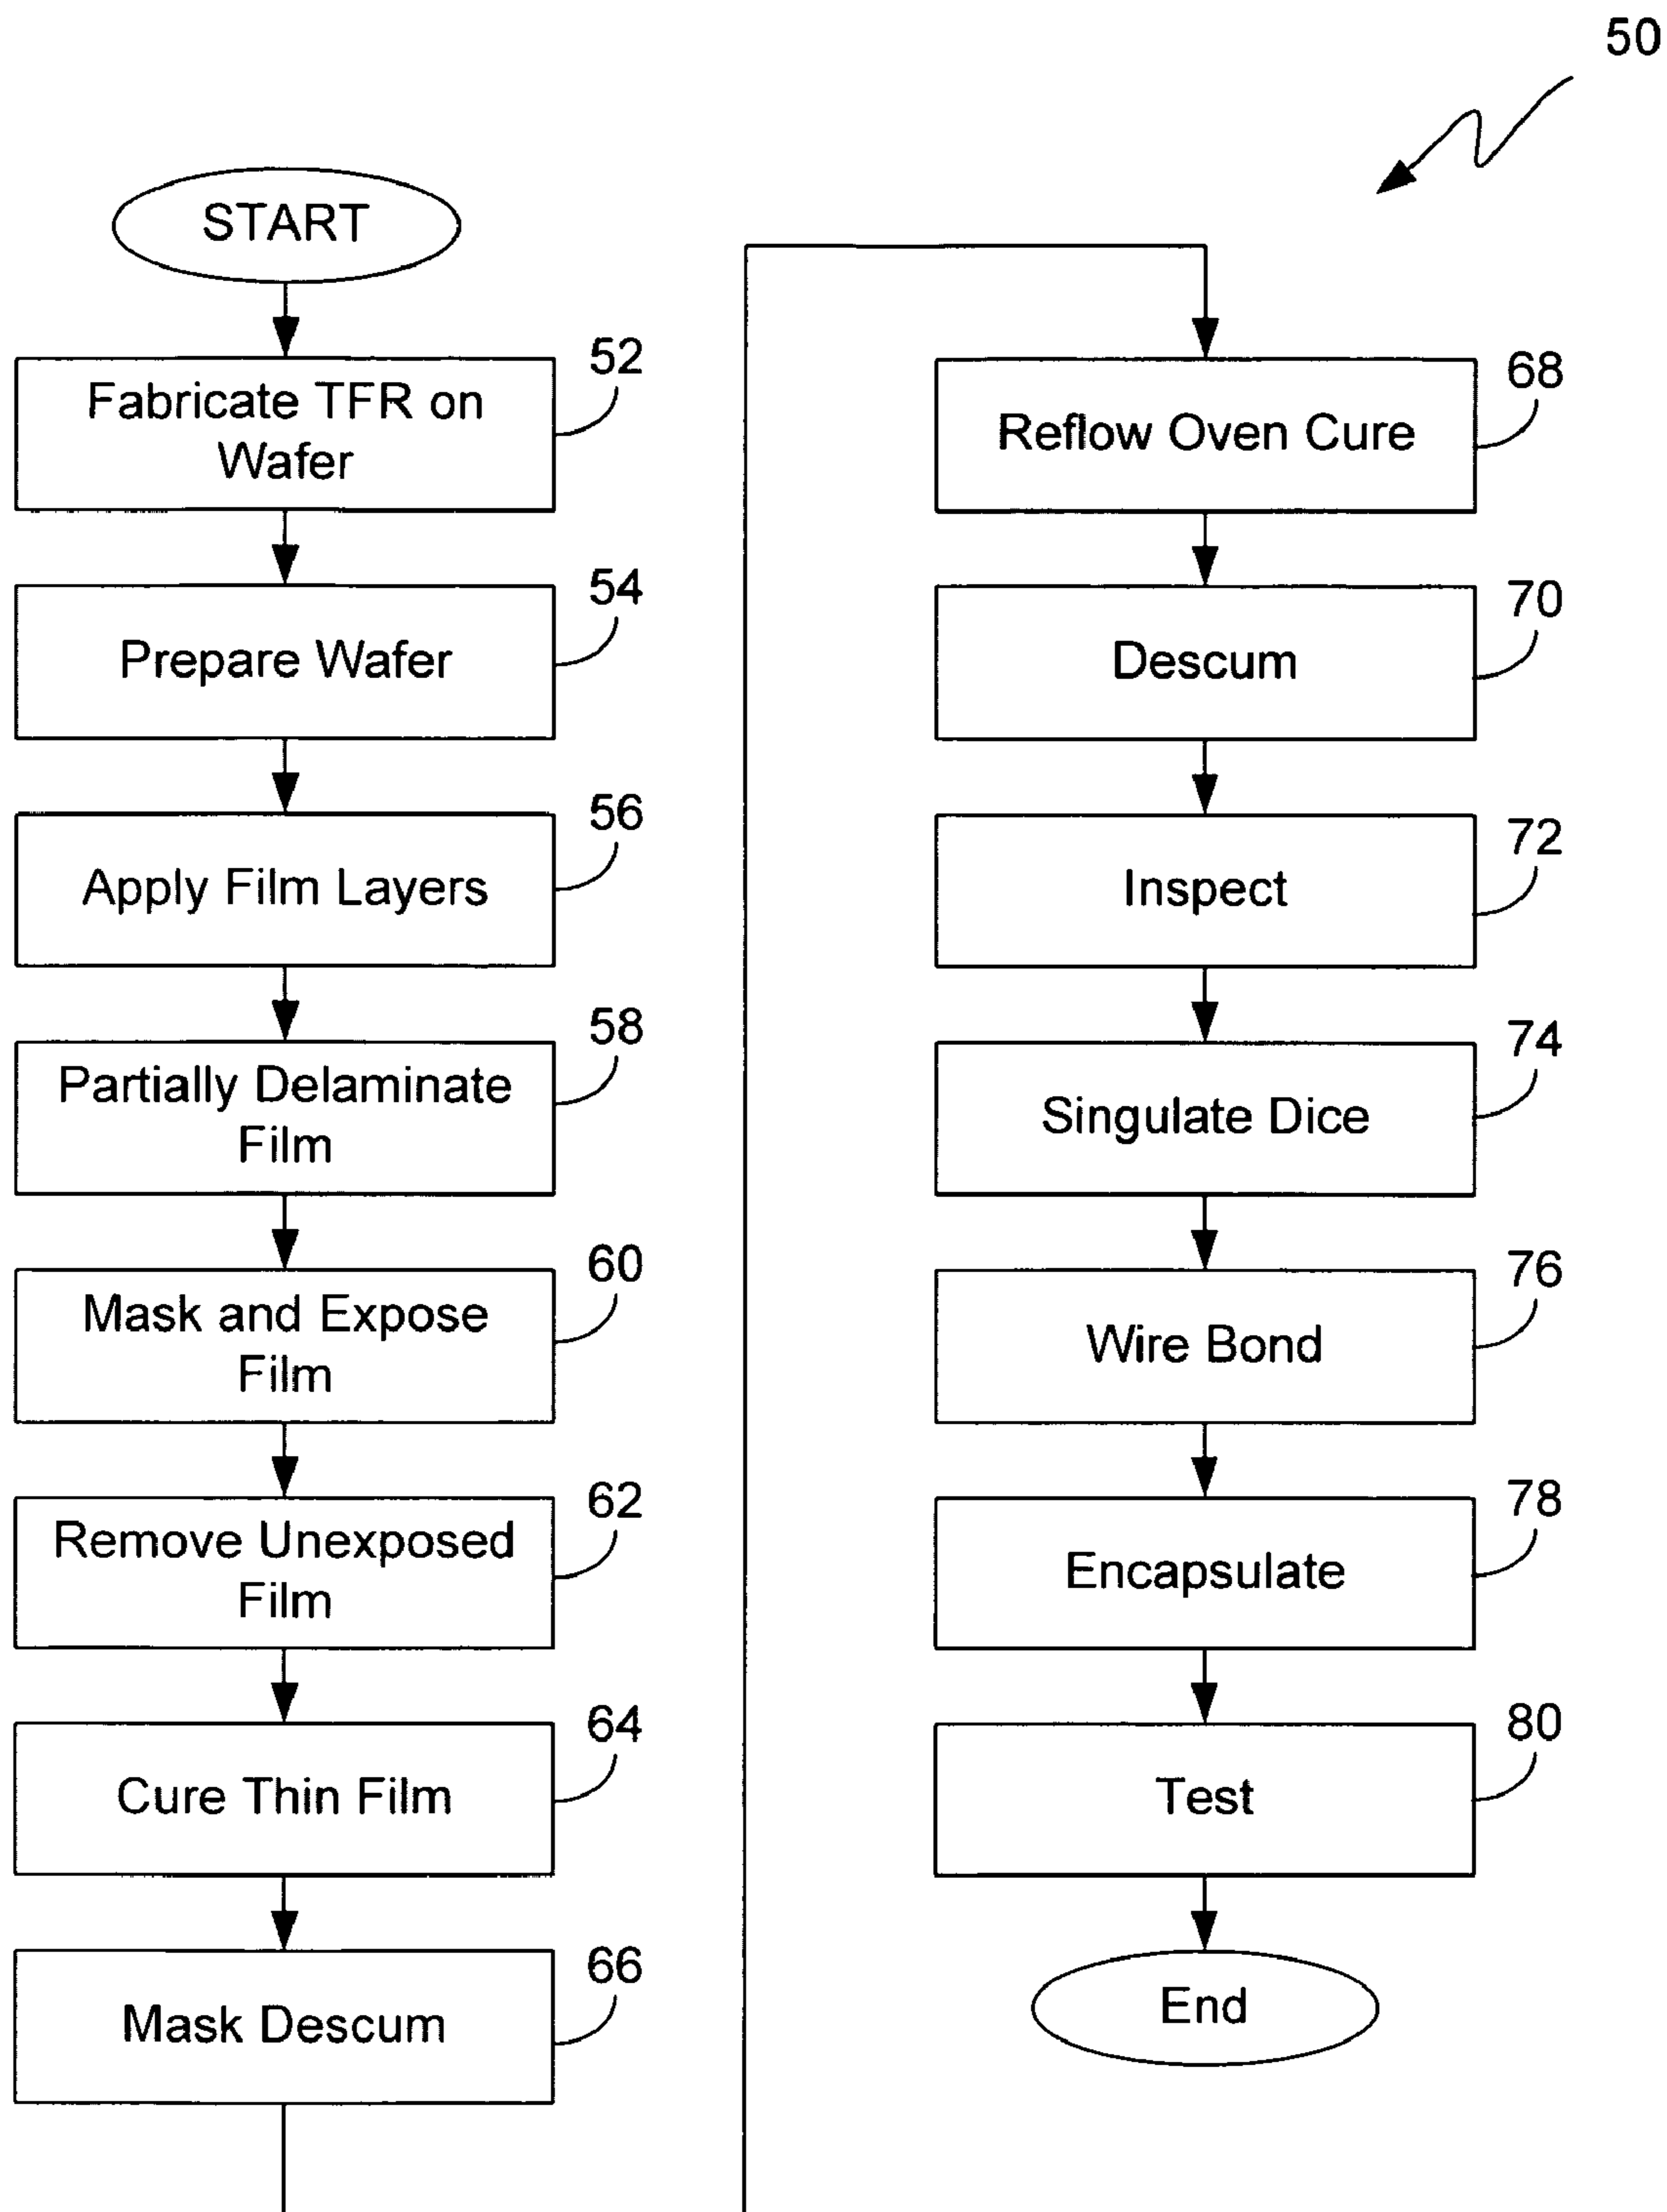 50
START
Fabricate TFR on
Wafer
52
Prepare Wafer
54
Apply Film Layers
56
Partially Delaminate
Film
58
Mask and Expose
Film
60
Remove Unexposed
Film
62
Cure Thin Film
64
Mask Descum
66
Reflow Oven Cure
68
Descum
70
Inspect
72
Singulate Dice
74
Wire Bond
76
Encapsulate
78
Test
80
End